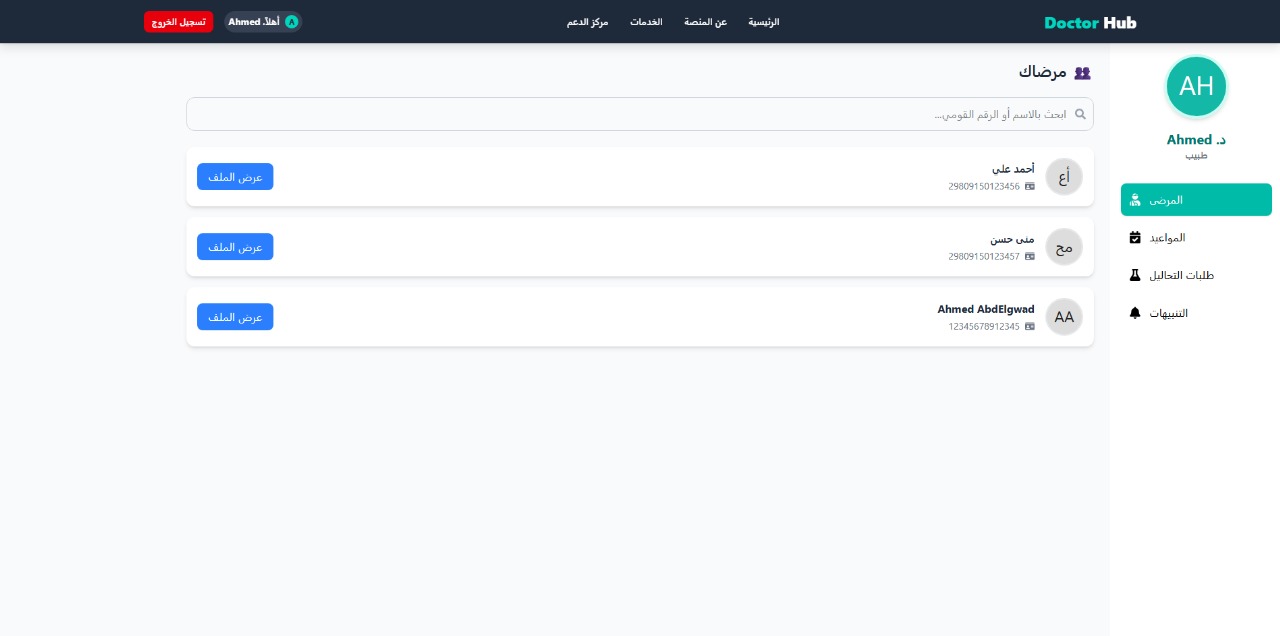 Doctor Hub
الرئيسية
عن المنصة
الخدمات
مركز الدعم
A أهلاً، Ahmed
تسجيل الخروج
AH
د. Ahmed
طبيب
المرضى
المواعيد
طلبات التحاليل
التنبيهات
مرضاك
ابحث بالاسم أو الرقم القومي...
أع
أحمد علي
29809150123456
عرض الملف
مح
منى حسن
29809150123457
عرض الملف
AA
Ahmed AbdElgwad
12345678912345
عرض الملف